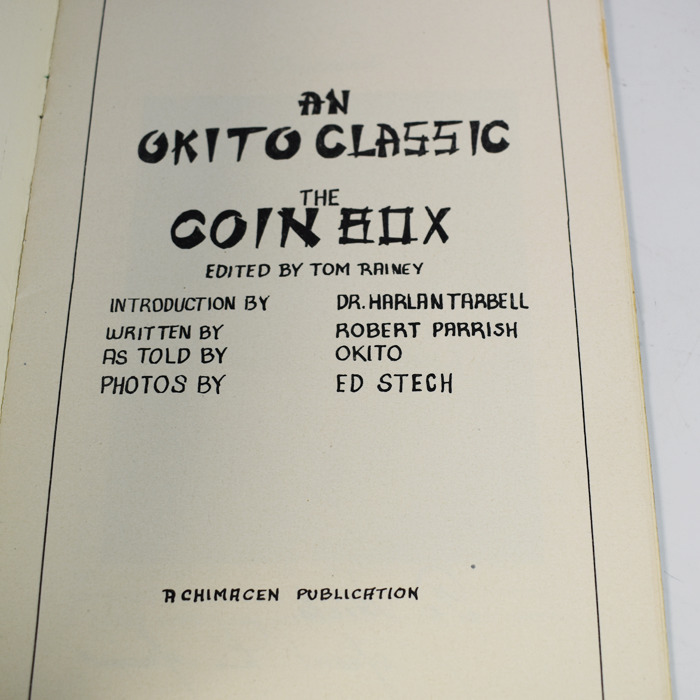 AN
OKITO CLASSIC
THE
COIN BOX
EDITED BY TOM RAINEY
INTRODUCTION BY DR. HARLAN TARBELL
WRITTEN BY ROBERT PARRISH
AS TOLD BY OKITO
PHOTOS BY ED STECH
A CHIMAGEN PUBLICATION